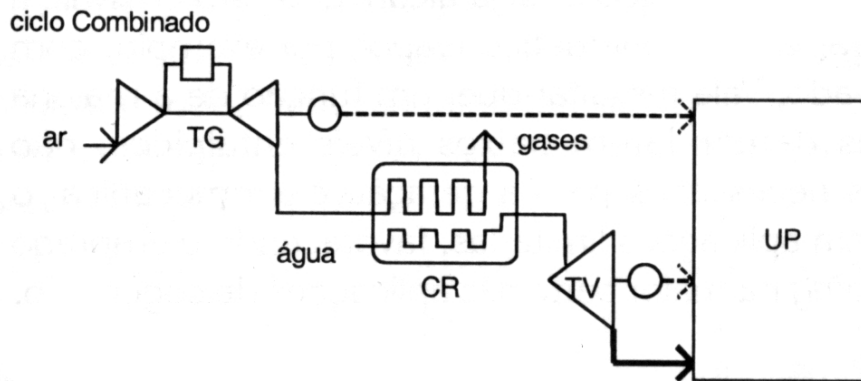 ciclo Combinado
ar
TG
gases
água
CR
TV
UP